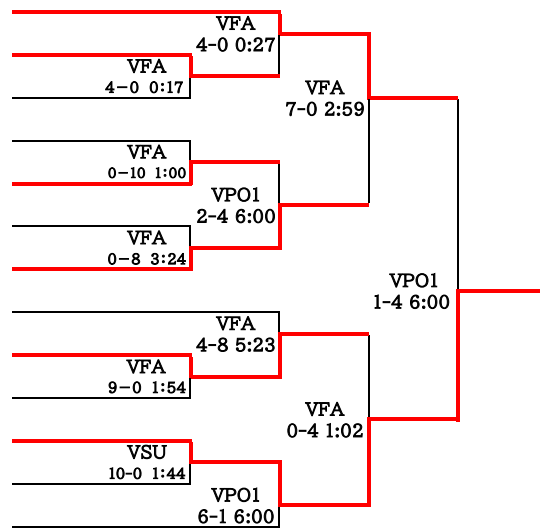 VFA
4-0 0:27
VFA
4-0 0:17
VFA
7-0 2:59
VFA
0-10 1:00
VPO1
2-4 6:00
VFA
0-8 3:24
VPO1
1-4 6:00
VFA
4-8 5:23
VFA
9-0 1:54
VFA
0-4 1:02
VSU
10-0 1:44
VPO1
6-1 6:00